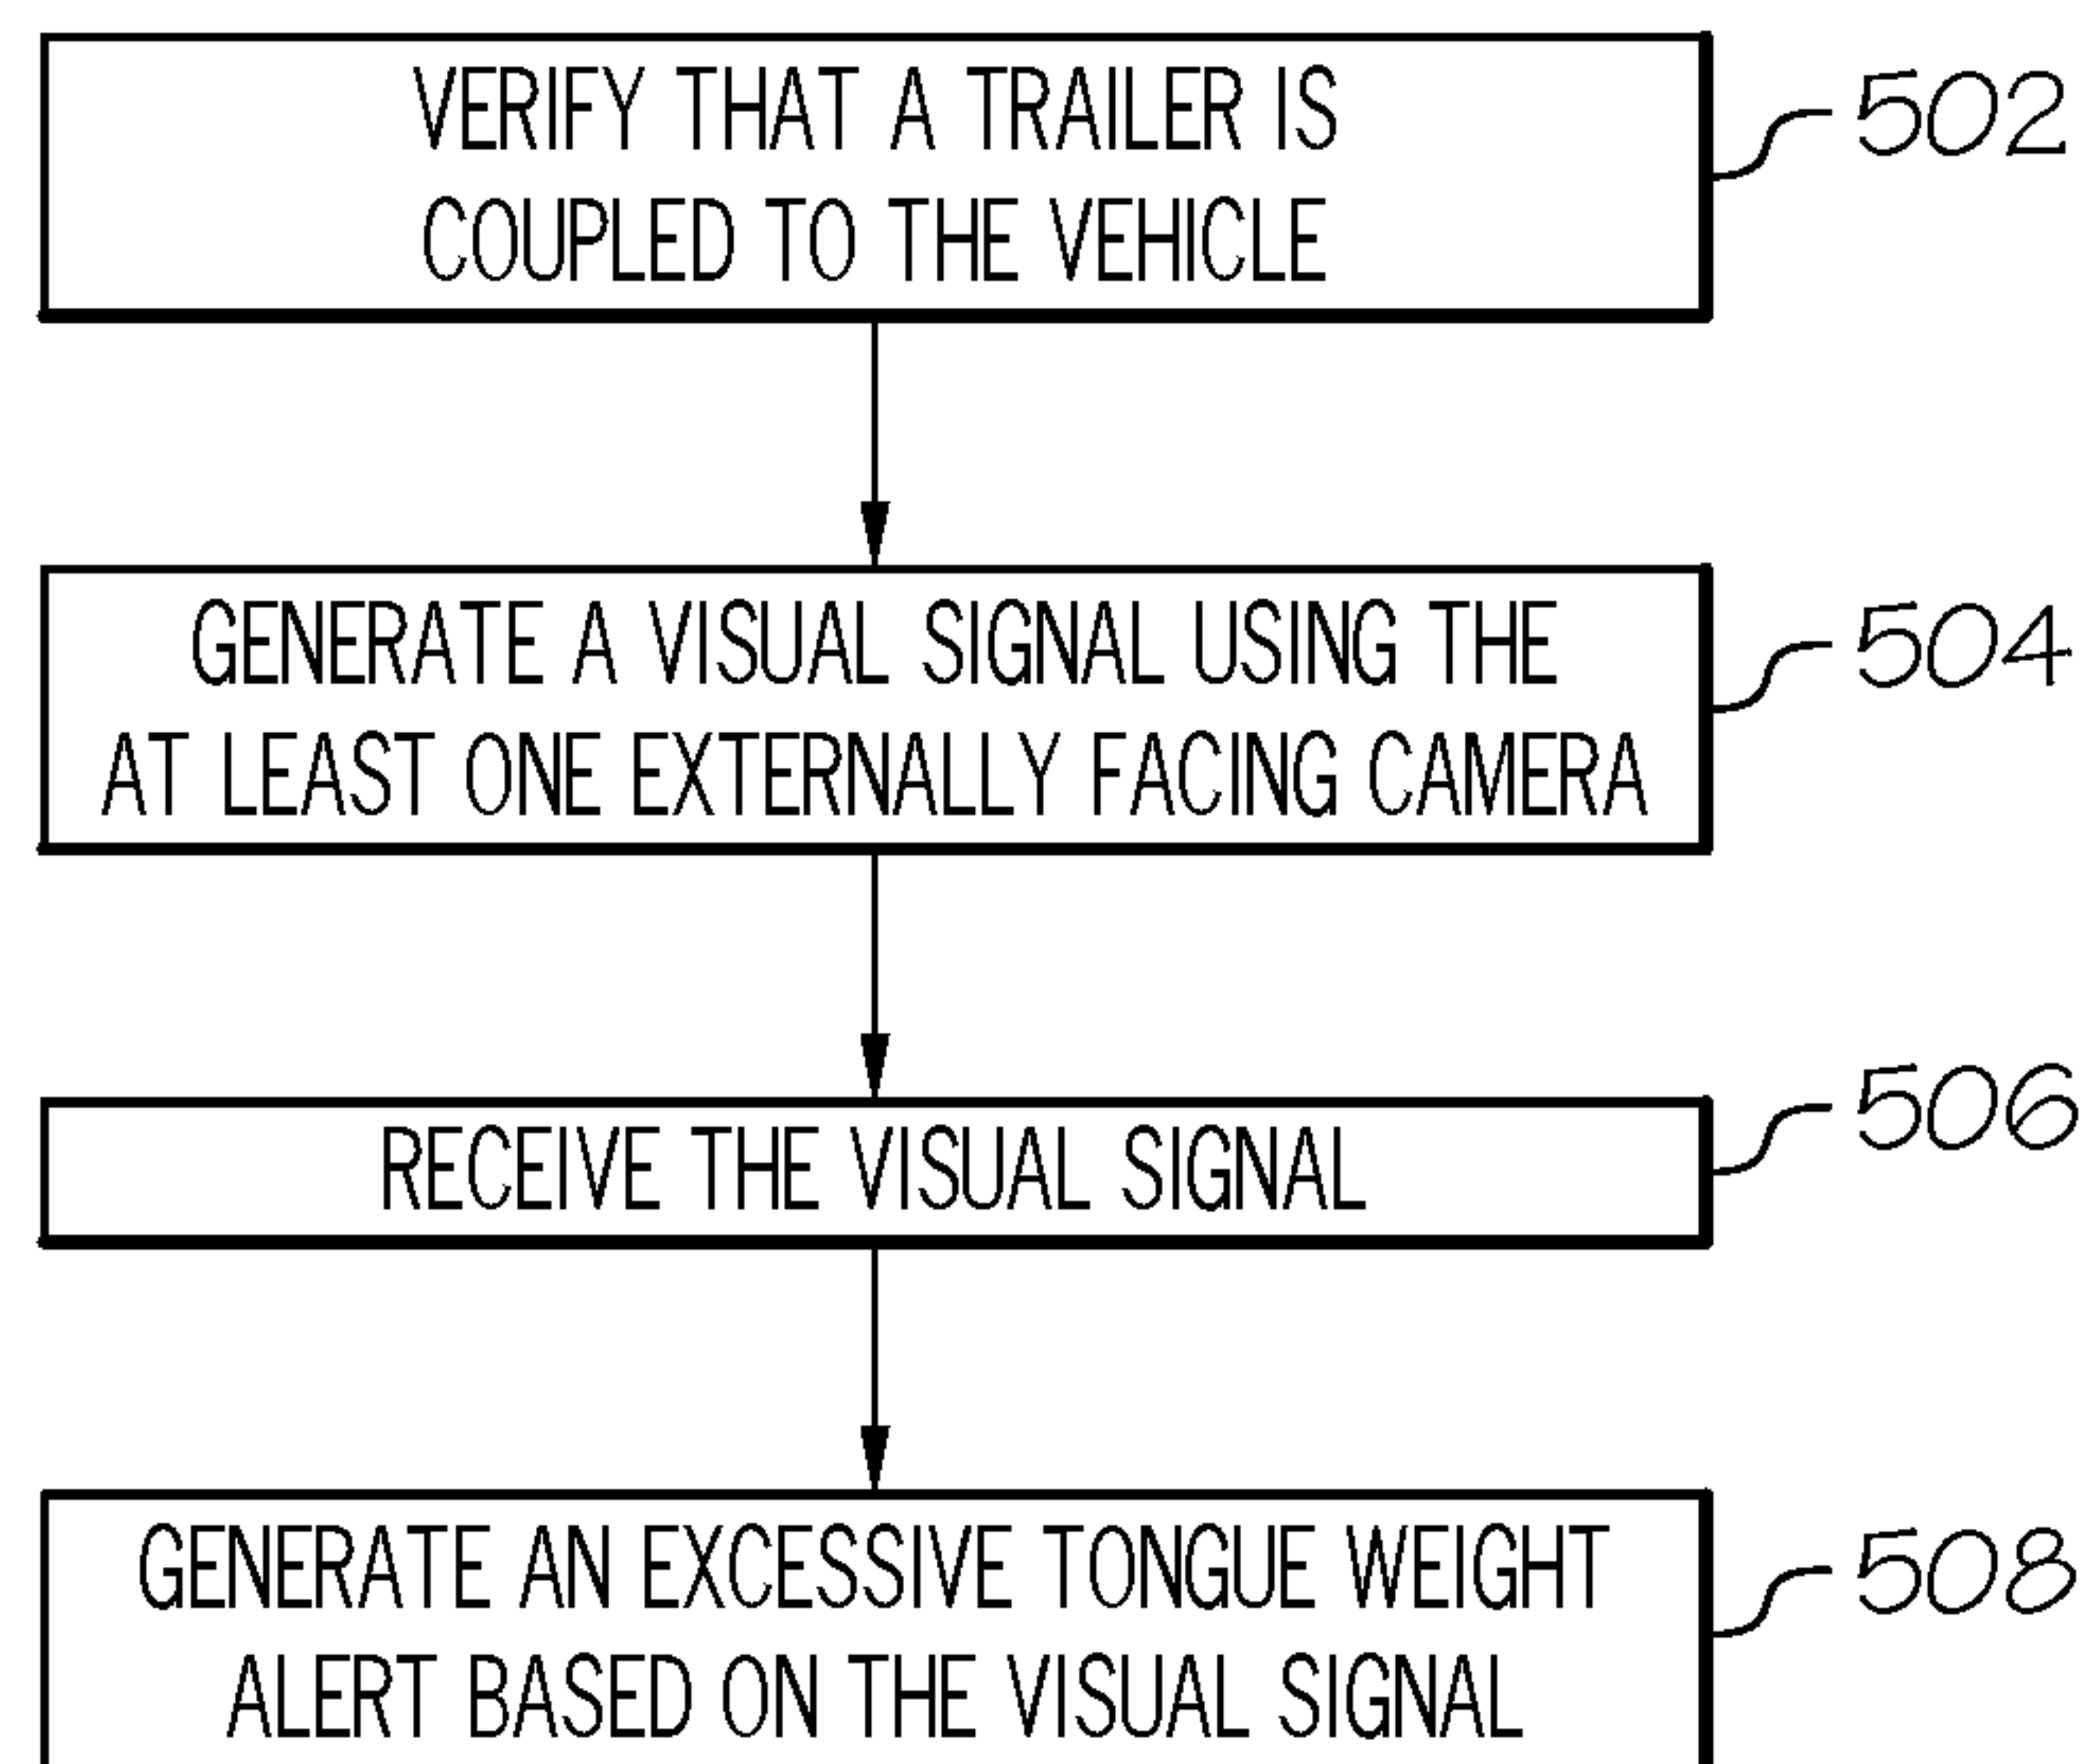 VERIFY THAT A TRAILER IS
COUPLED TO THE VEHICLE
502
GENERATE A VISUAL SIGNAL USING THE
AT LEAST ONE EXTERNALLY FACING CAMERA
504
RECEIVE THE VISUAL SIGNAL
506
GENERATE AN EXCESSIVE TONGUE WEIGHT
ALERT BASED ON THE VISUAL SIGNAL
508